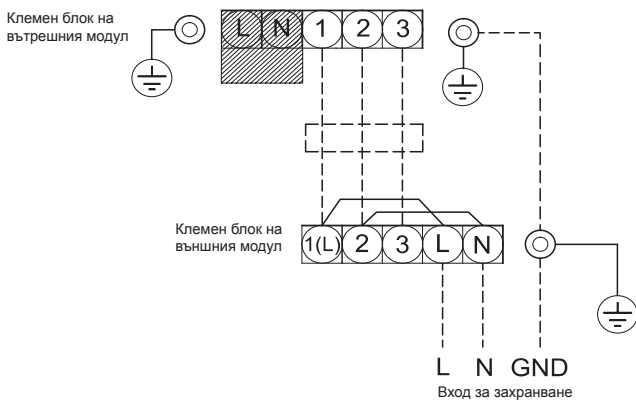 Клемен блок на
вътрешния модул
L N 1 2 3
Клемен блок на
външния модул
1(L) 2 3 L N
L N GND
Вход за захранване